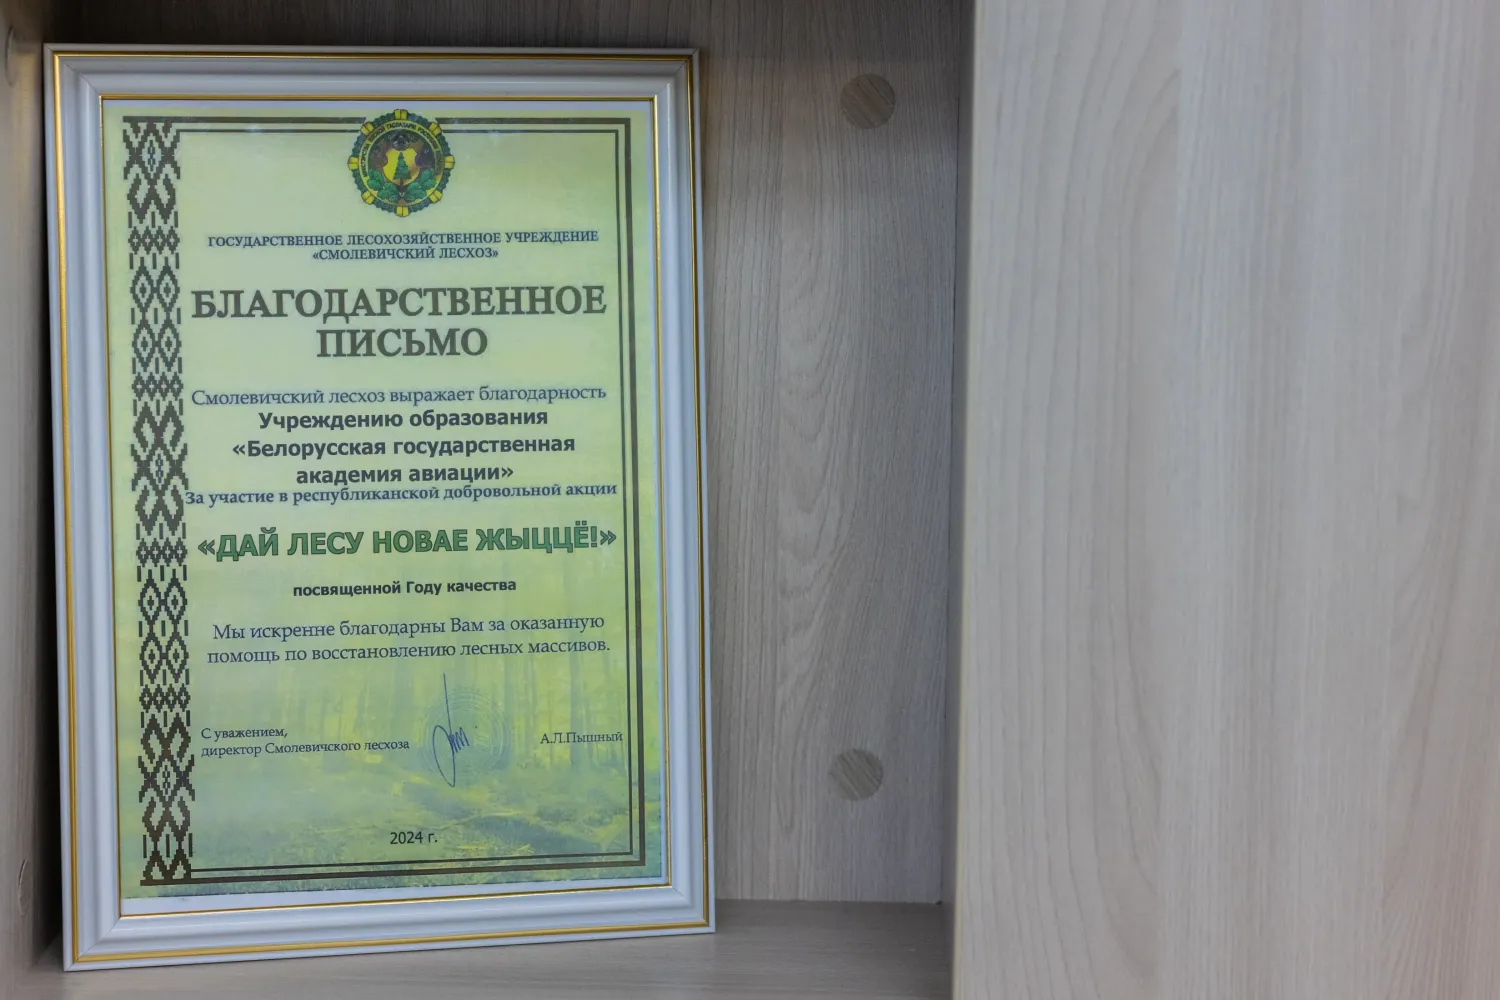 ГОСУДАРСТВЕННОЕ ЛЕСОХОЗЯЙСТВЕННОЕ УЧРЕЖДЕНИЕ
«СМОЛЕВИЧСКИЙ ЛЕСХОЗ»
БЛАГОДАРСТВЕННОЕ
ПИСЬМО
Смолевичский лесхоз выражает благодарность
Учреждению образования
«Белорусская государственная
академия авиации»
За участие в республиканской добровольной акции
«ДАЙ ЛЕСУ НОВАЕ ЖЫЦЦЁ!»
посвященной Году качества
Мы искренне благодарны Вам за оказанную
помощь по восстановлению лесных массивов.
С уважением,
директор Смолевичского лесхоза
А.Л.Пышный
2024 г.